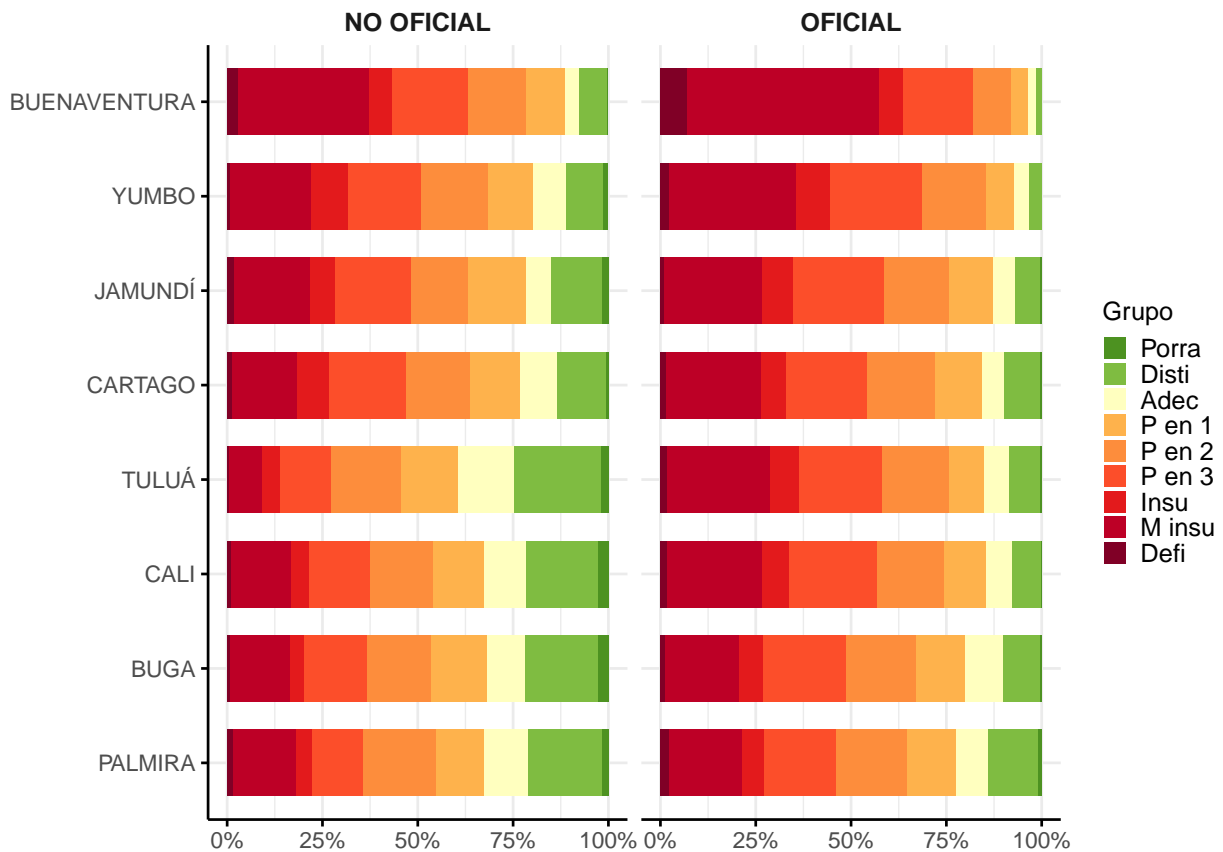 NO OFICIAL
OFICIAL
BUENAVENTURA
YUMBO
JAMUNDÍ
CARTAGO
TULUÁ
CALI
BUGA
PALMIRA
0% 25% 50% 75% 100%
0% 25% 50% 75% 100%
Grupo
Porra
Disti
Adec
P en 1
P en 2
P en 3
Insu
M insu
Defi